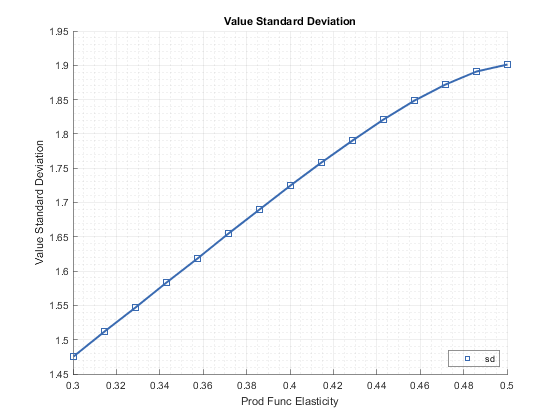 Value Standard Deviation
1.95
1.9
1.85
1.8
1.75
1.7
1.65
1.6
1.55
1.5
1.45
Value Standard Deviation
0.3 0.32 0.34 0.36 0.38 0.4 0.42 0.44 0.46 0.48 0.5
Prod Func Elasticity
sd